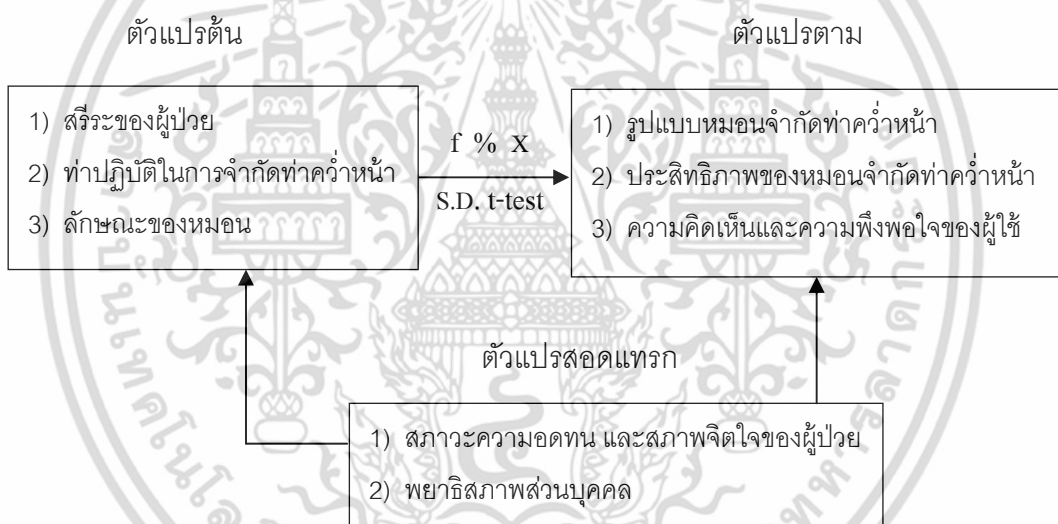 ตัวแปรต้น
ตัวแปรตาม
1) สรีระของผู้ป่วย
2) ท่าปฏิบัติในการจำกัดท่าคว่ำหน้า
3) ลักษณะของหมอน
f % X
S.D. t-test
1) รูปแบบหมอนจำกัดท่าคว่ำหน้า
2) ประสิทธิภาพของหมอนจำกัดท่าคว่ำหน้า
3) ความคิดเห็นและความพึงพอใจของผู้ใช้
ตัวแปรสอดแทรก
1) สภาวะความอดทน และสภาพจิตใจของผู้ป่วย
2) พยาธิสภาพส่วนบุคคล